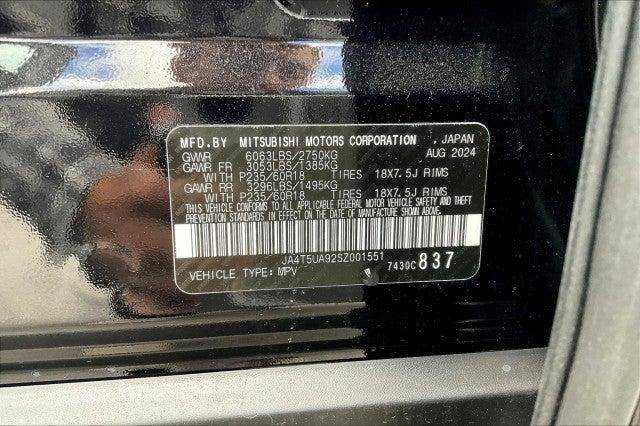 MFD.BY MITSUBISHI MOTORS CORPORATION , JAPAN
GVWR 6063LBS/2750KG AUG 2024
GAWR FR 3053LBS/1385KG
WITH P235/60R18 TIRES 18X7.5J RIMS
GAWR RR 3296LBS/1495KG
WITH P235/60R18 TIRES 18X7.5J RIMS
THIS VEHICLE CONFORMS TO ALL APPLICABLE FEDERAL MOTOR VEHICLE SAFETY AND THEFT
PREVENTION STANDARDS IN EFFECT ON THE DATE OF MANUFACTURE SHOWN ABOVE.
JA4T5UA92SZ001551
VEHICLE TYPE: MPV 7430C837